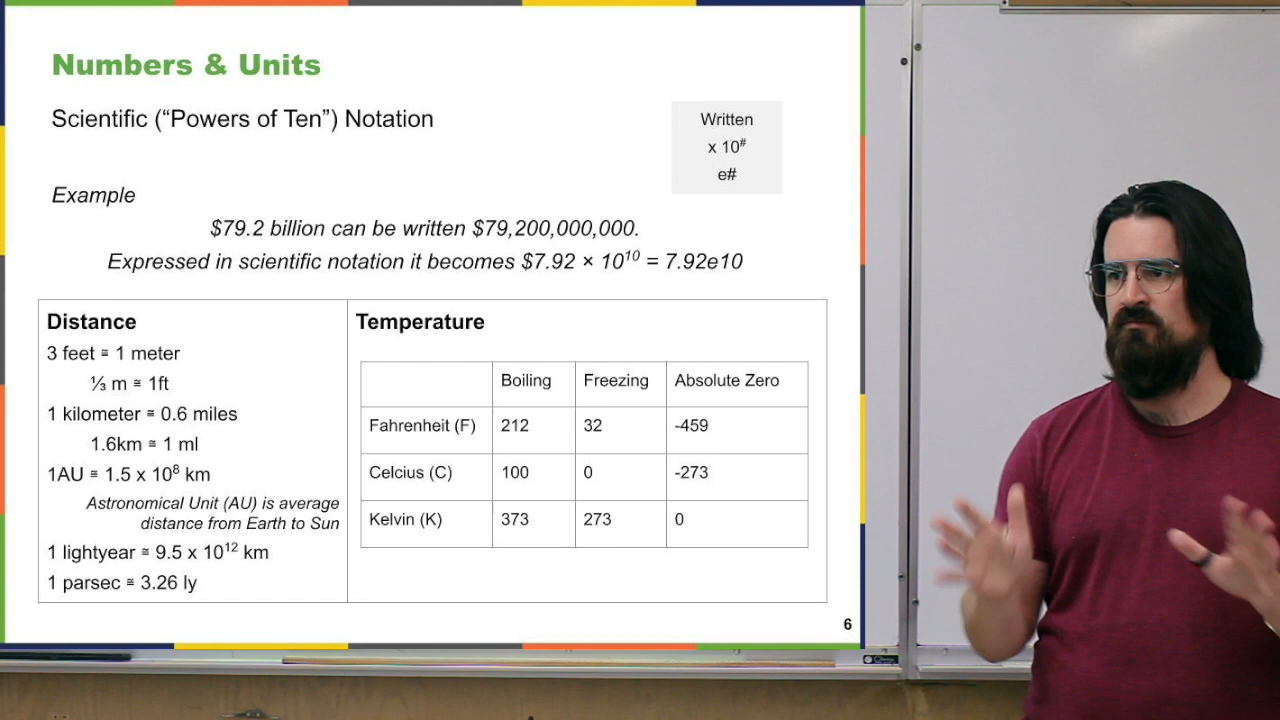 Numbers & Units
Scientific (“Powers of Ten”) Notation
Written
x 10^#
e#
Example
$79.2 billion can be written $79,200,000,000.
Expressed in scientific notation it becomes $7.92 × 10¹⁰ = 7.92e10
Distance
3 feet ≅ 1 meter
⅓ m ≅ 1ft
1 kilometer ≅ 0.6 miles
1.6km ≅ 1 ml
1AU ≅ 1.5 x 10⁸ km
Astronomical Unit (AU) is average
distance from Earth to Sun
1 lightyear ≅ 9.5 x 10¹² km
1 parsec ≅ 3.26 ly
Temperature
Boiling Freezing Absolute Zero
Fahrenheit (F) 212 32 -459
Celcius (C) 100 0 -273
Kelvin (K) 373 273 0
6